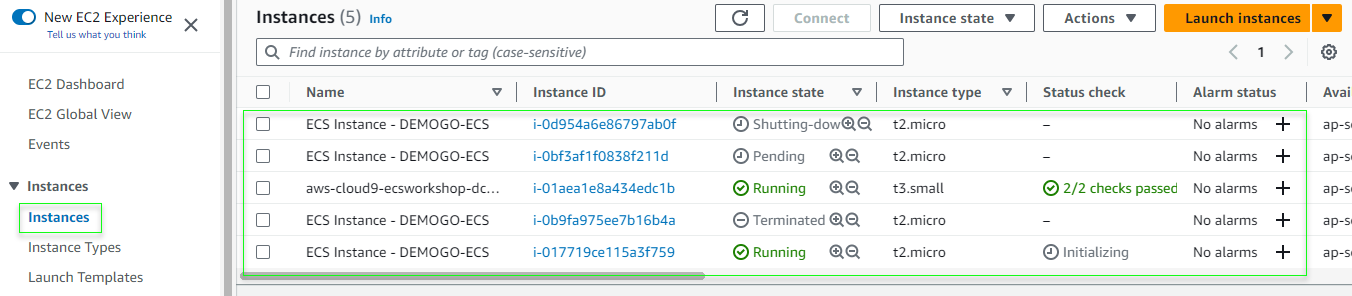 New EC2 Experience
Tell us what you think
EC2 Dashboard
EC2 Global View
Events
Instances
Instances
Instance Types
Launch Templates
Instances (5) Info
Connect Instance state Actions Launch instances
Find instance by attribute or tag (case-sensitive)
1
Name Instance ID Instance state Instance type Status check Alarm status Avai
ECS Instance - DEMOGO-ECS i-0d954a6e86797ab0f Shutting-dow t2.micro – No alarms + ap-s
ECS Instance - DEMOGO-ECS i-0bf3af1f0838f211d Pending t2.micro – No alarms + ap-s
aws-cloud9-ecsworkshop-dc... i-01aea1e8a434edc1b Running t3.small 2/2 checks passed No alarms + ap-s
ECS Instance - DEMOGO-ECS i-0b9fa975ee7b16b4a Terminated t2.micro – No alarms + ap-s
ECS Instance - DEMOGO-ECS i-017719ce115a3f759 Running t2.micro Initializing No alarms + ap-s